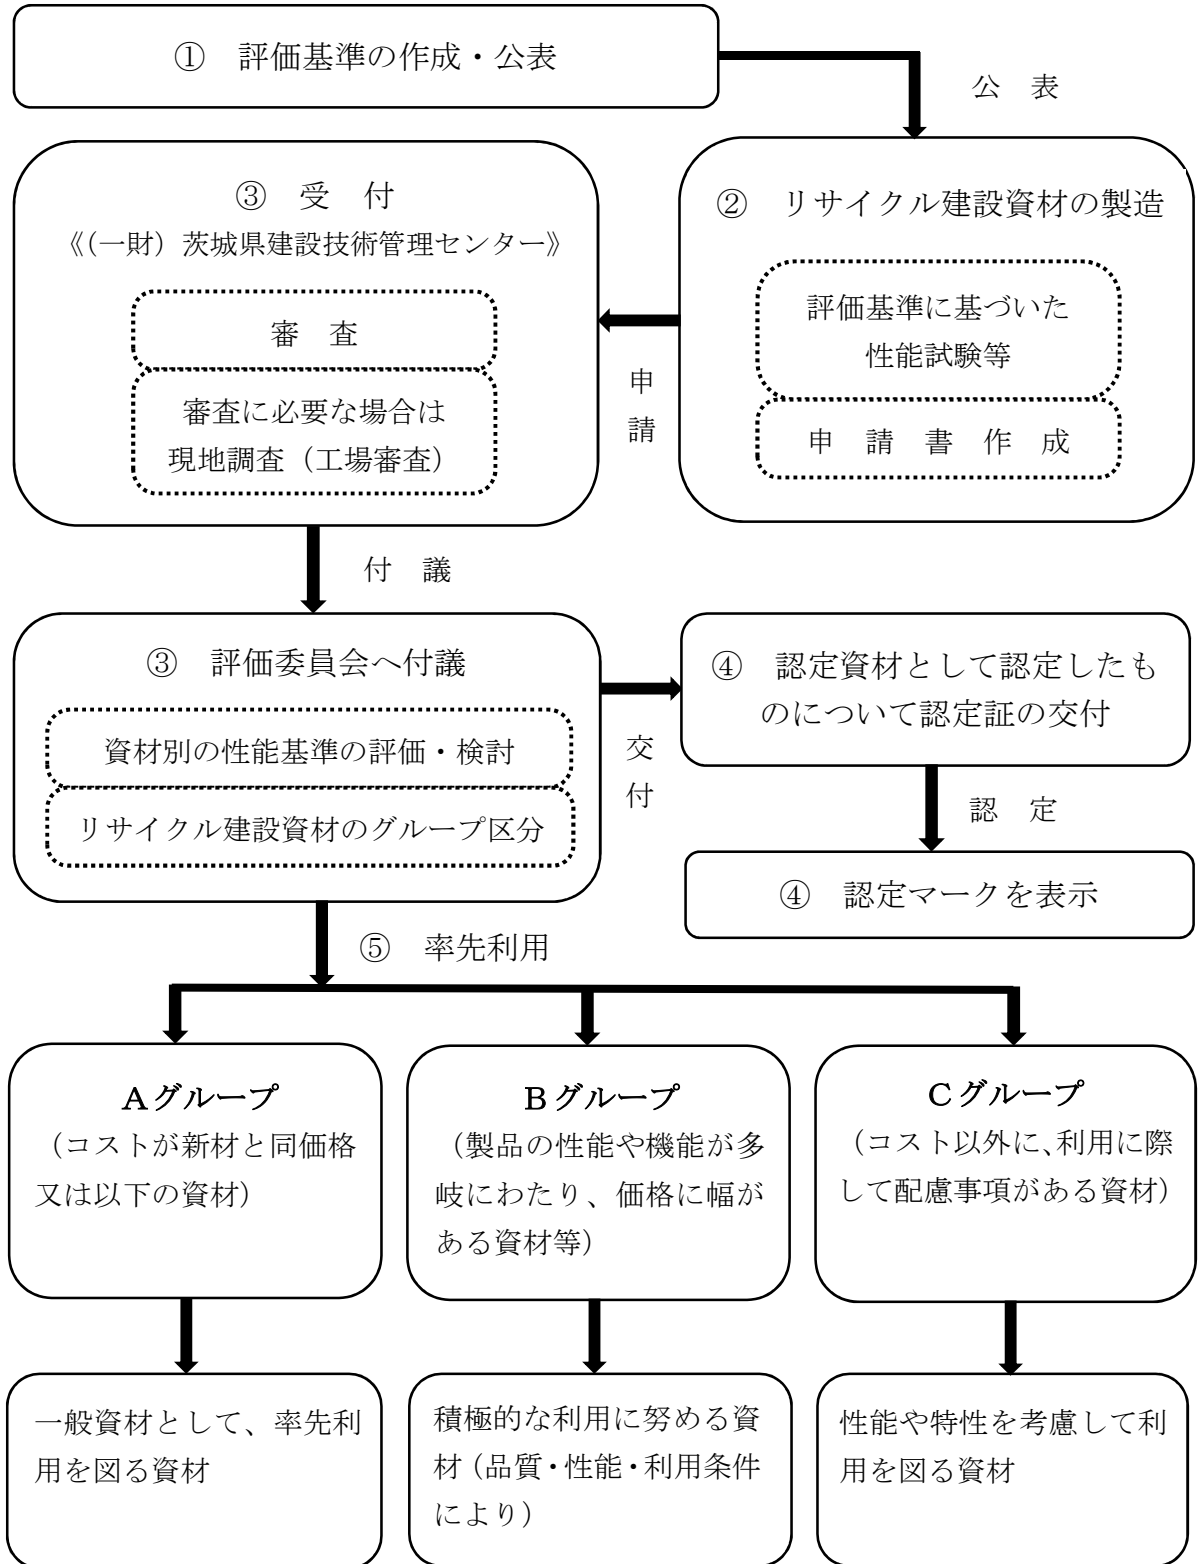 ① 評価基準の作成・公表
公 表
② リサイクル建設資材の製造
評価基準に基づいた
性能試験等
申 請 書 作 成
申
請
③ 受 付
《(一財) 茨城県建設技術管理センター》
審 査
審査に必要な場合は
現地調査（工場審査）
付 議
③ 評価委員会へ付議
資材別の性能基準の評価・検討
リサイクル建設資材のグループ区分
交
付
④ 認定資材として認定したも
のについて認定証の交付
認 定
④ 認定マークを表示
⑤ 率先利用
Ａグループ
（コストが新材と同価格
又は以下の資材）
Ｂグループ
（製品の性能や機能が多
岐にわたり、価格に幅が
ある資材等）
Ｃグループ
（コスト以外に、利用に際
して配慮事項がある資材）
一般資材として、率先利
用を図る資材
積極的な利用に努める資
材（品質・性能・利用条件
により）
性能や特性を考慮して利
用を図る資材